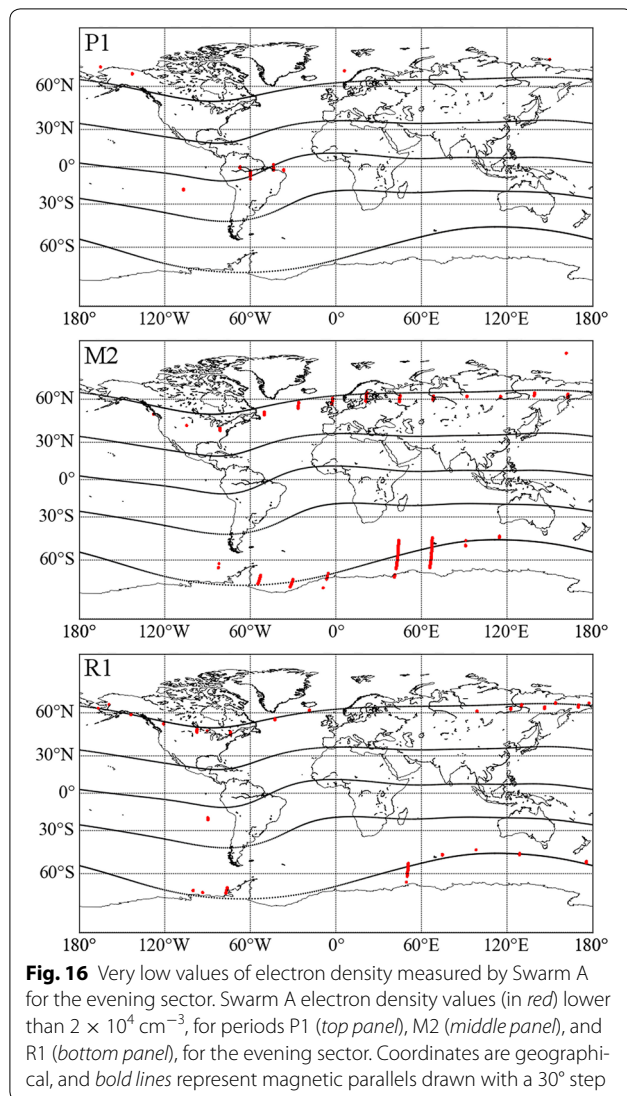 P1
60°N
30°N
0°
30°S
60°S
180° 120°W 60°W 0° 60°E 120°E 180°
M2
60°N
30°N
0°
30°S
60°S
180° 120°W 60°W 0° 60°E 120°E 180°
R1
60°N
30°N
0°
30°S
60°S
180° 120°W 60°W 0° 60°E 120°E 180°
Fig. 16 Very low values of electron density measured by Swarm A
for the evening sector. Swarm A electron density values (in red) lower
than 2 × 10⁴ cm⁻³, for periods P1 (top panel), M2 (middle panel), and
R1 (bottom panel), for the evening sector. Coordinates are geographi-
cal, and bold lines represent magnetic parallels drawn with a 30° step